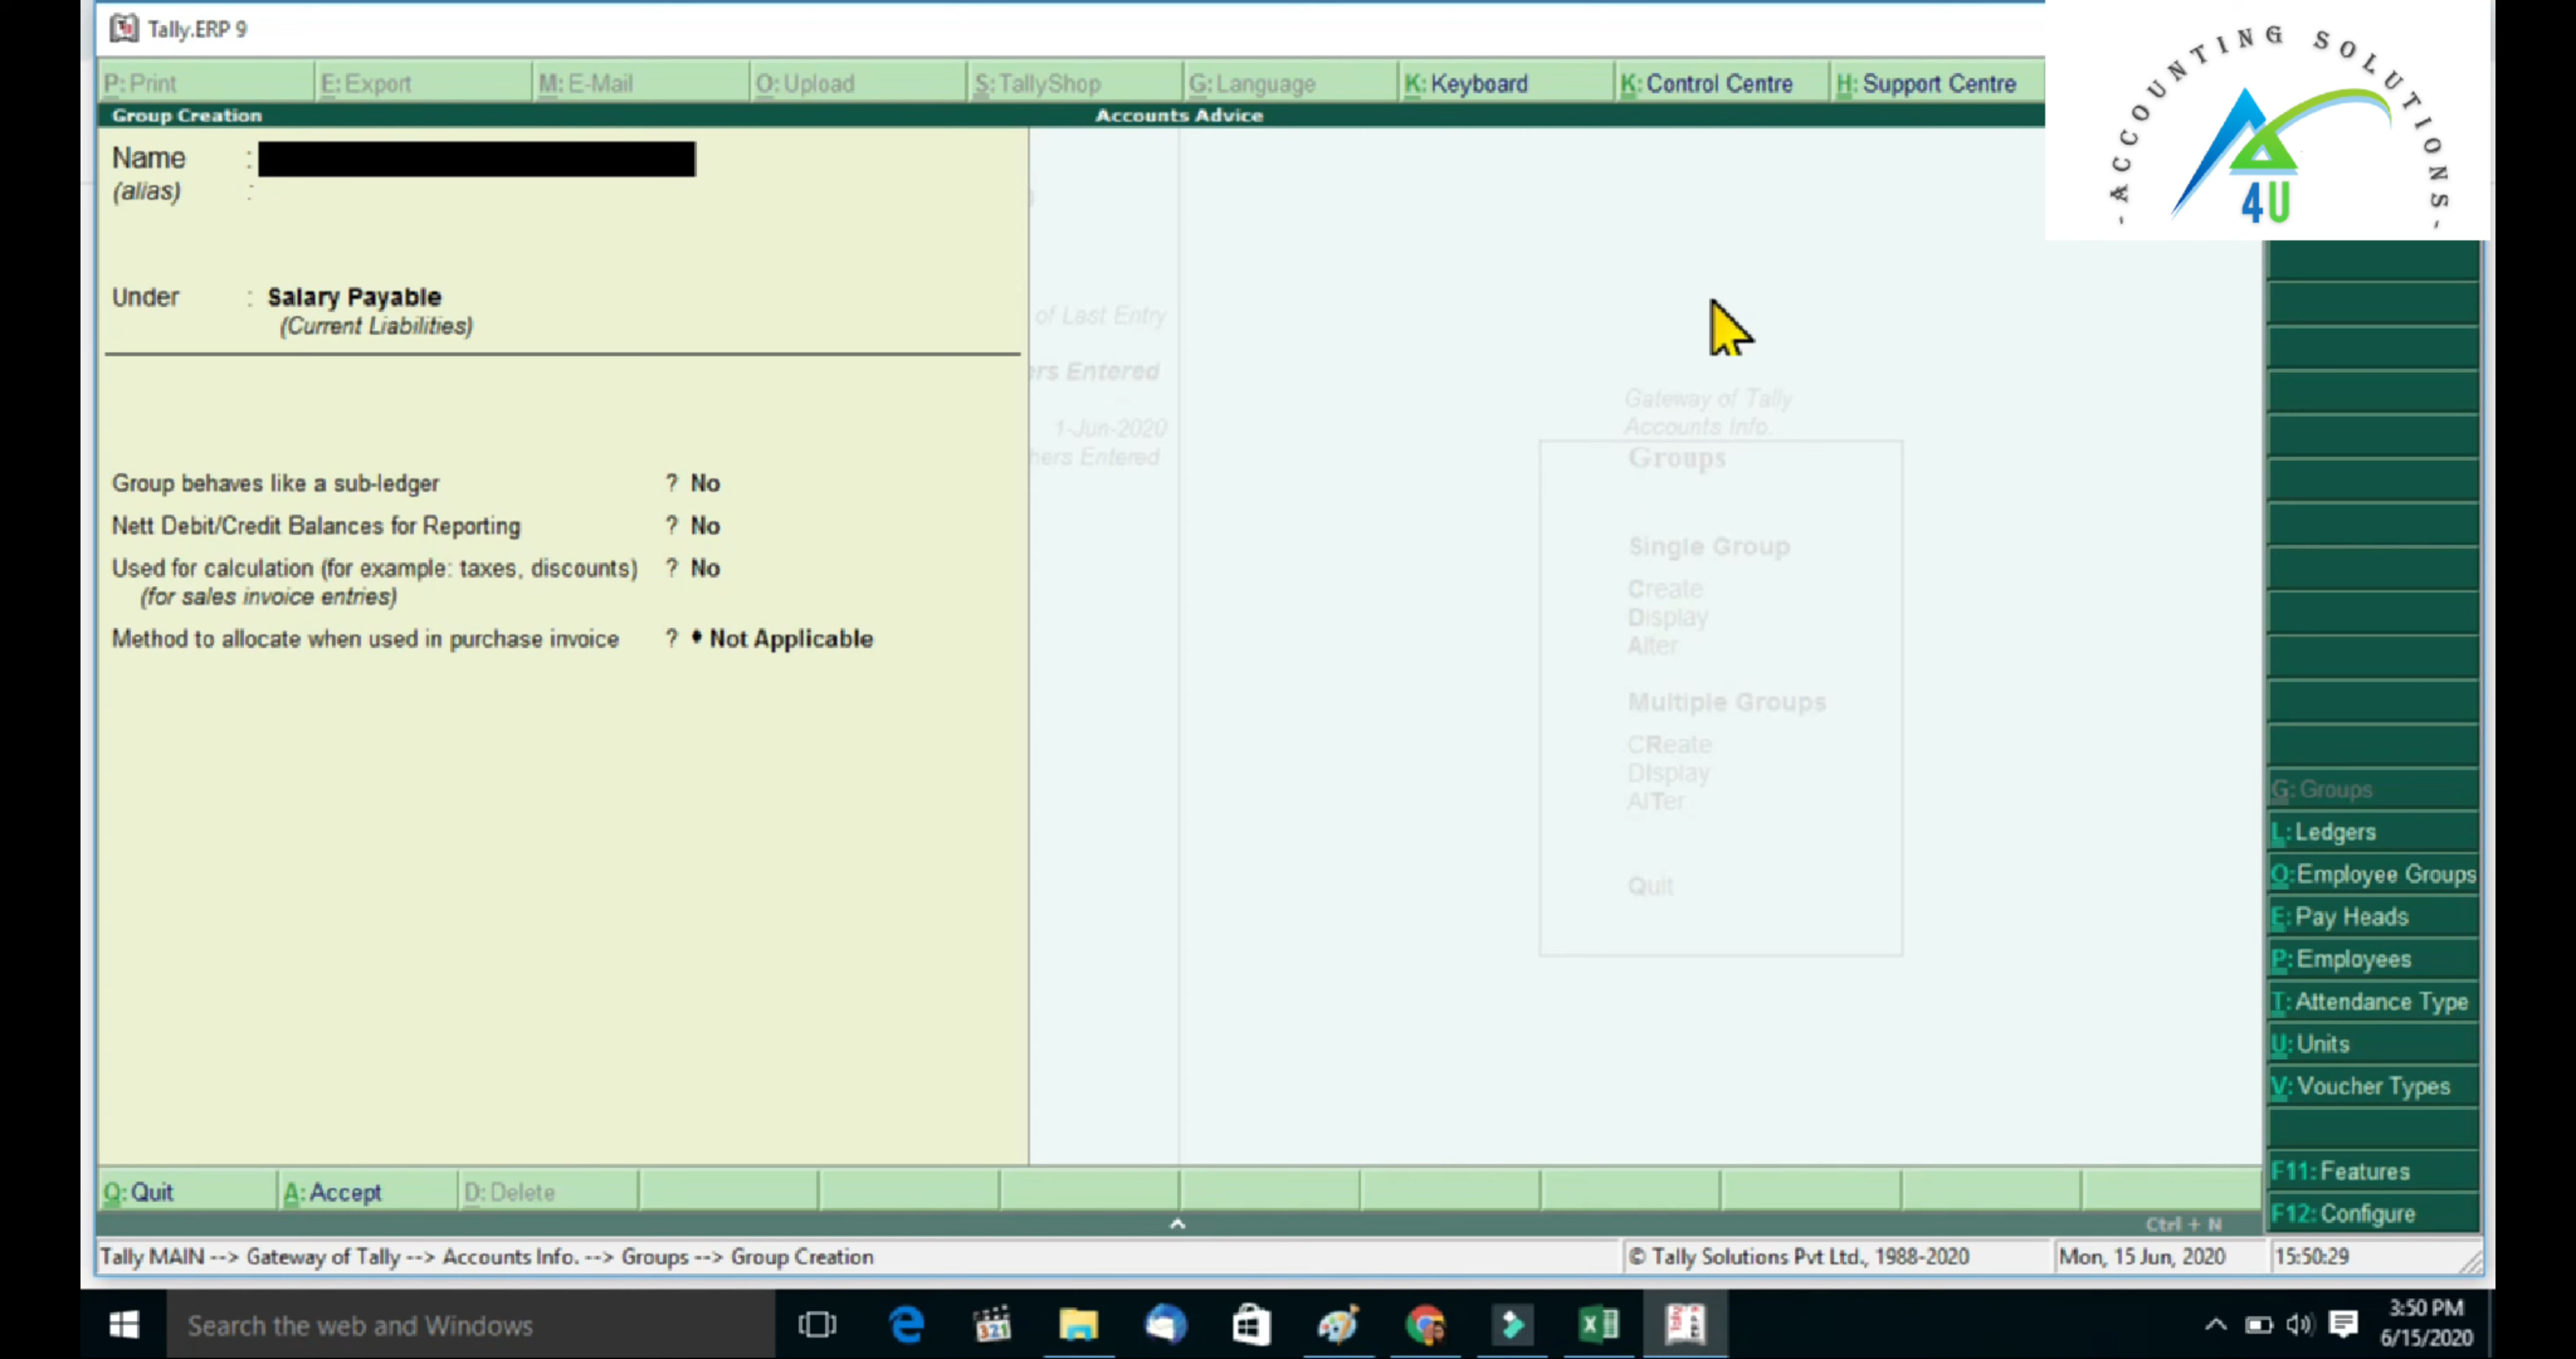 Tally.ERP 9
P: Print
E: Export
M: E-Mail
O: Upload
S: TallyShop
G: Language
K: Keyboard
K: Control Centre
H: Support Centre
- ACCOUNTING SOLUTIONS -
4U
Group Creation
Accounts Advice
Name :
(alias) :
Under : Salary Payable
(Current Liabilities)
Group behaves like a sub-ledger ? No
Nett Debit/Credit Balances for Reporting ? No
Used for calculation (for example: taxes, discounts) ? No
(for sales invoice entries)
Method to allocate when used in purchase invoice ? ♦ Not Applicable
of Last Entry
rs Entered
1-Jun-2020
hers Entered
Gateway of Tally
Accounts Info.
Groups
Single Group
Create
Display
Alter
Multiple Groups
CReate
DIsplay
AlTer
Quit
G: Groups
L: Ledgers
O: Employee Groups
E: Pay Heads
P: Employees
T: Attendance Type
U: Units
V: Voucher Types
F11: Features
F12: Configure
Q: Quit
A: Accept
D: Delete
Ctrl + N
Tally MAIN --> Gateway of Tally --> Accounts Info. --> Groups --> Group Creation
© Tally Solutions Pvt Ltd., 1988-2020
Mon, 15 Jun, 2020
15:50:29
Search the web and Windows
321
3:50 PM
6/15/2020